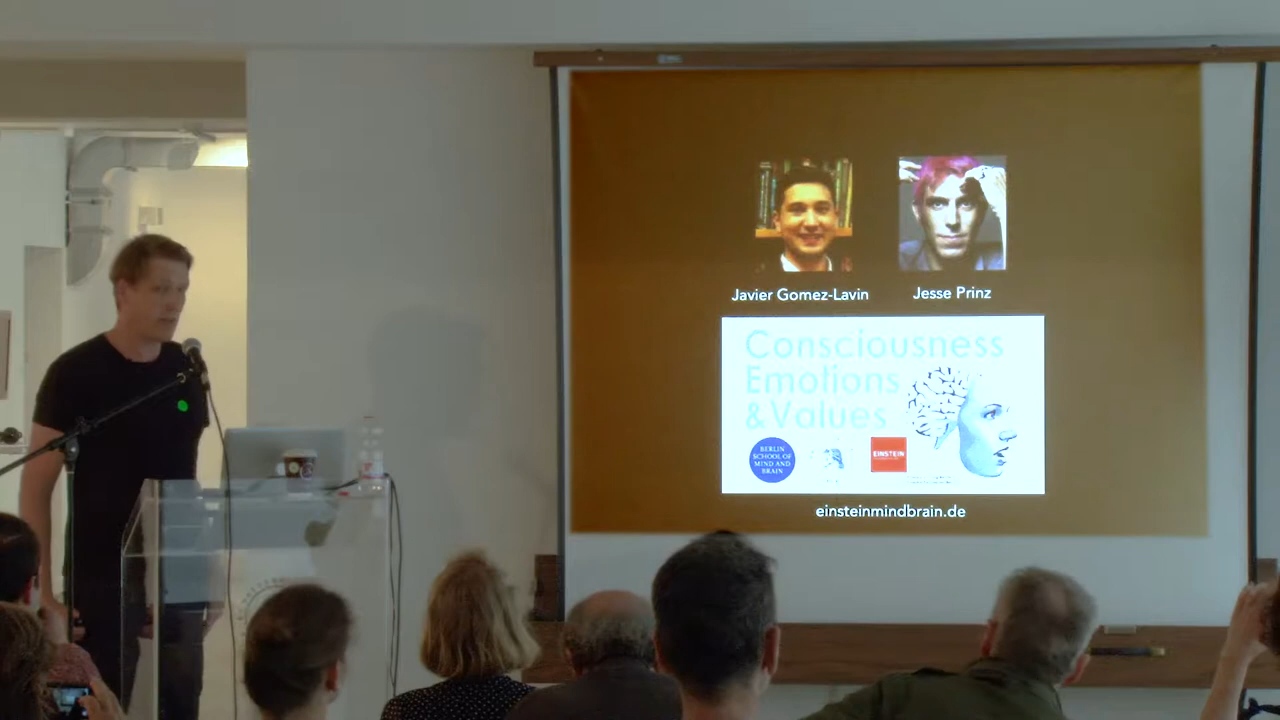 Javier Gomez-Lavin
Jesse Prinz
Consciousness
Emotions
&Values
BERLIN
SCHOOL OF
MIND AND
BRAIN
EINSTEIN
einsteinmindbrain.de